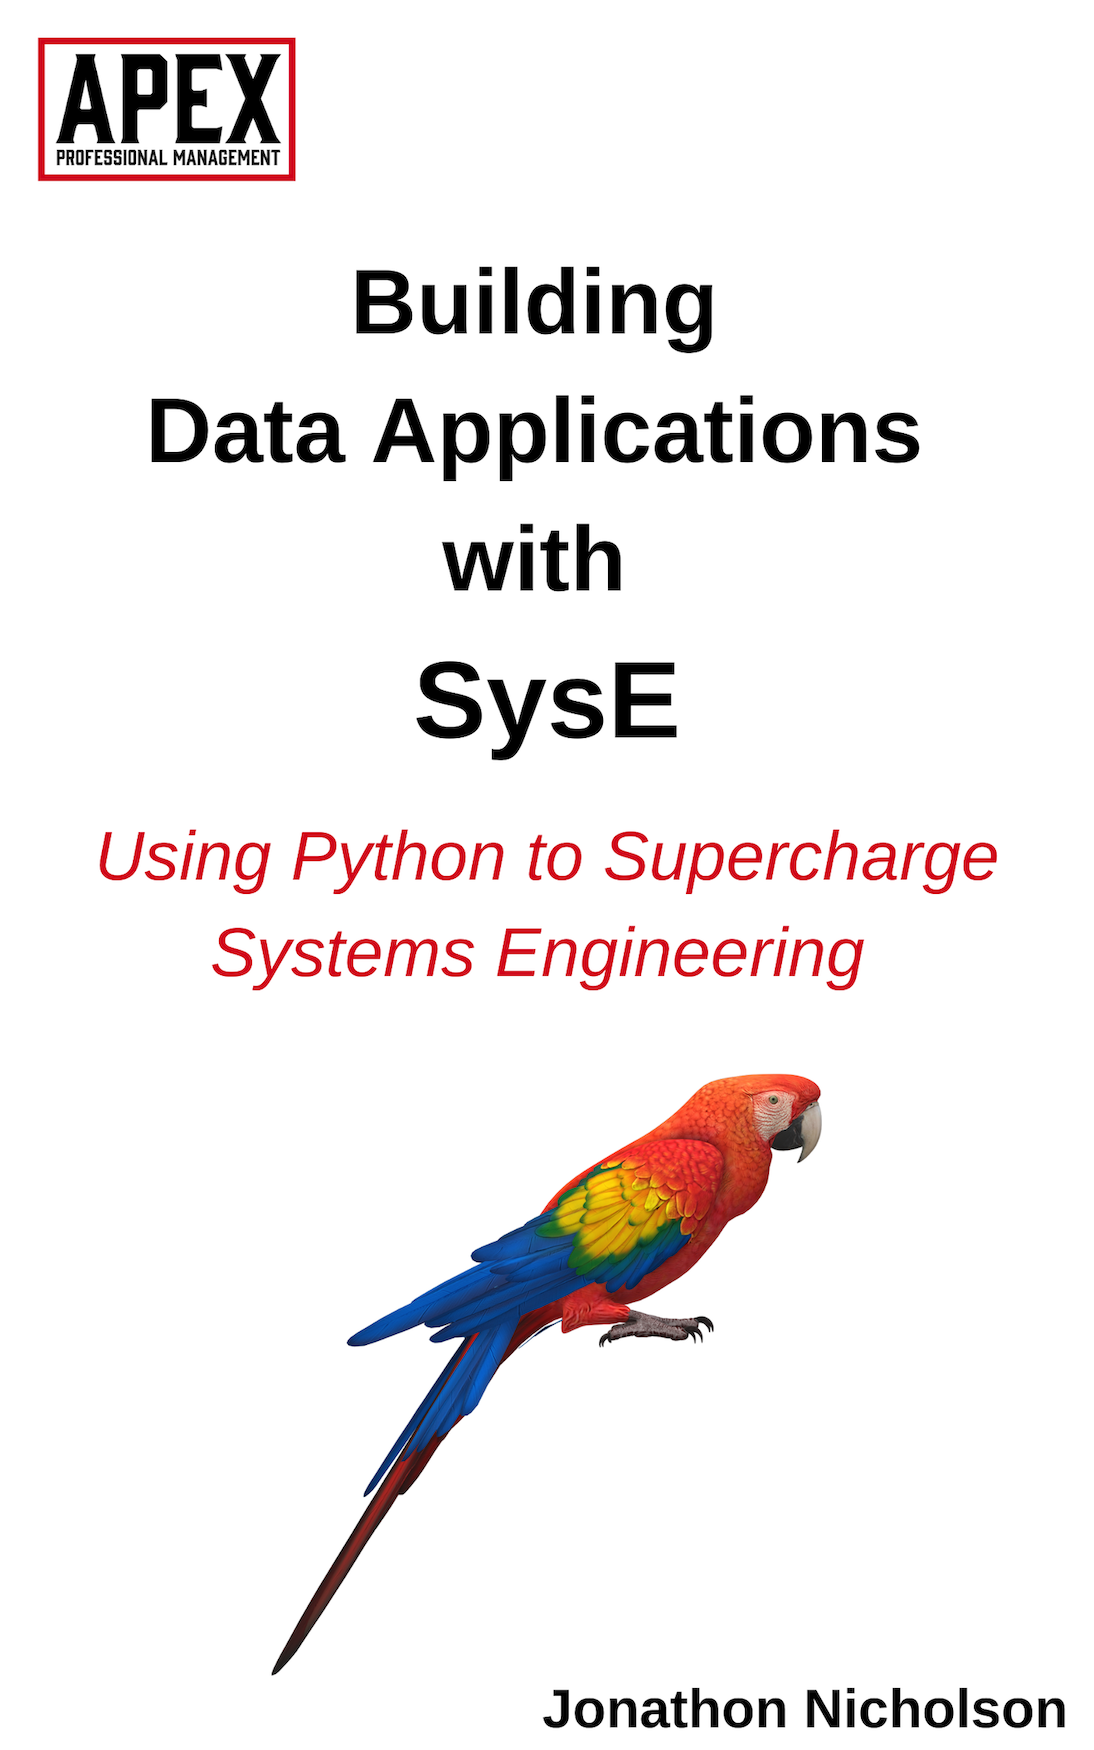 APEX
PROFESSIONAL MANAGEMENT
Building
Data Applications
with
SysE
Using Python to Supercharge
Systems Engineering
Jonathon Nicholson